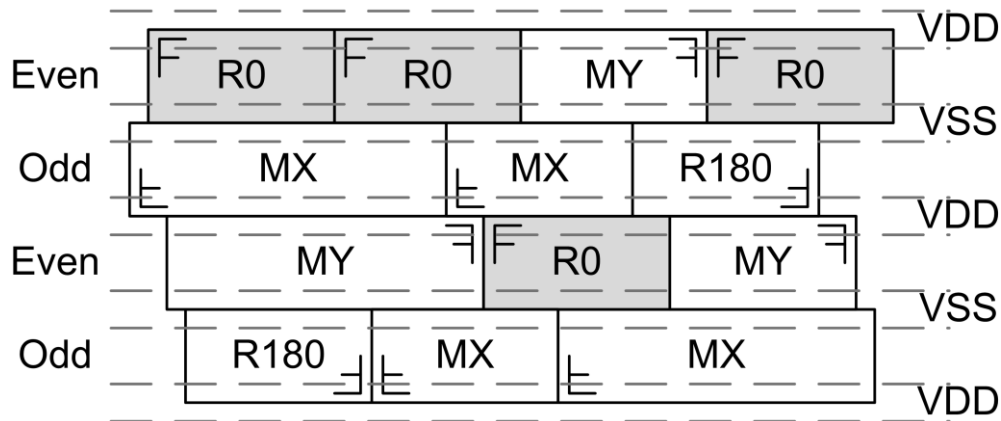 VDD
Even R0 R0 MY R0
VSS
Odd MX MX R180
VDD
Even MY R0 MY
VSS
Odd R180 MX MX
VDD